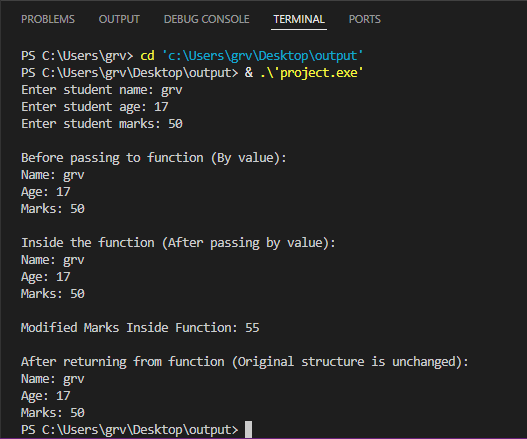 PROBLEMS OUTPUT DEBUG CONSOLE TERMINAL PORTS
PS C:\Users\grv> cd 'c:\Users\grv\Desktop\output'
PS C:\Users\grv\Desktop\output> & .\'project.exe'
Enter student name: grv
Enter student age: 17
Enter student marks: 50
Before passing to function (By value):
Name: grv
Age: 17
Marks: 50
Inside the function (After passing by value):
Name: grv
Age: 17
Marks: 50
Modified Marks Inside Function: 55
After returning from function (Original structure is unchanged):
Name: grv
Age: 17
Marks: 50
PS C:\Users\grv\Desktop\output>